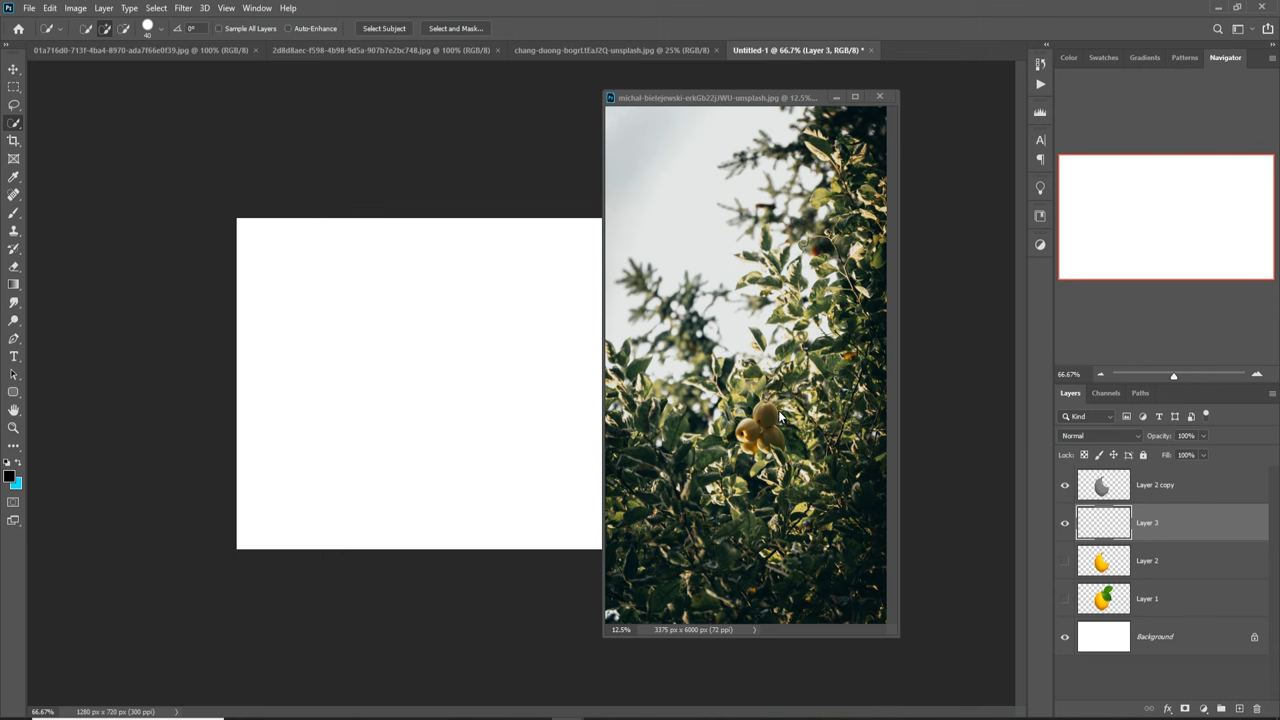 File Edit Image Layer Type Select Filter 3D View Window Help
40 0° Sample All Layers Auto-Enhance Select Subject Select and Mask...
01a716d0-713f-4ba4-8970-ada7f66e0f39.jpg @ 100% (RGB/8) × 2d8d8aec-f598-4b98-9d5a-907b7e2bc748.jpg @ 100% (RGB/8) × chang-duong-bogrLtEaJ2Q-unsplash.jpg @ 25% (RGB/8) × Untitled-1 @ 66.7% (Layer 3, RGB/8) * ×
Color Swatches Gradients Patterns Navigator
michal-bielejewski-erkGb22jJWU-unsplash.jpg @ 12.5%...
66.67%
Layers Channels Paths
Kind
Normal Opacity: 100%
Lock: Fill: 100%
Layer 2 copy
Layer 3
Layer 2
Layer 1
12.5% 3375 px x 6000 px (72 ppi)
Background
66.67% 1280 px x 720 px (300 ppi)